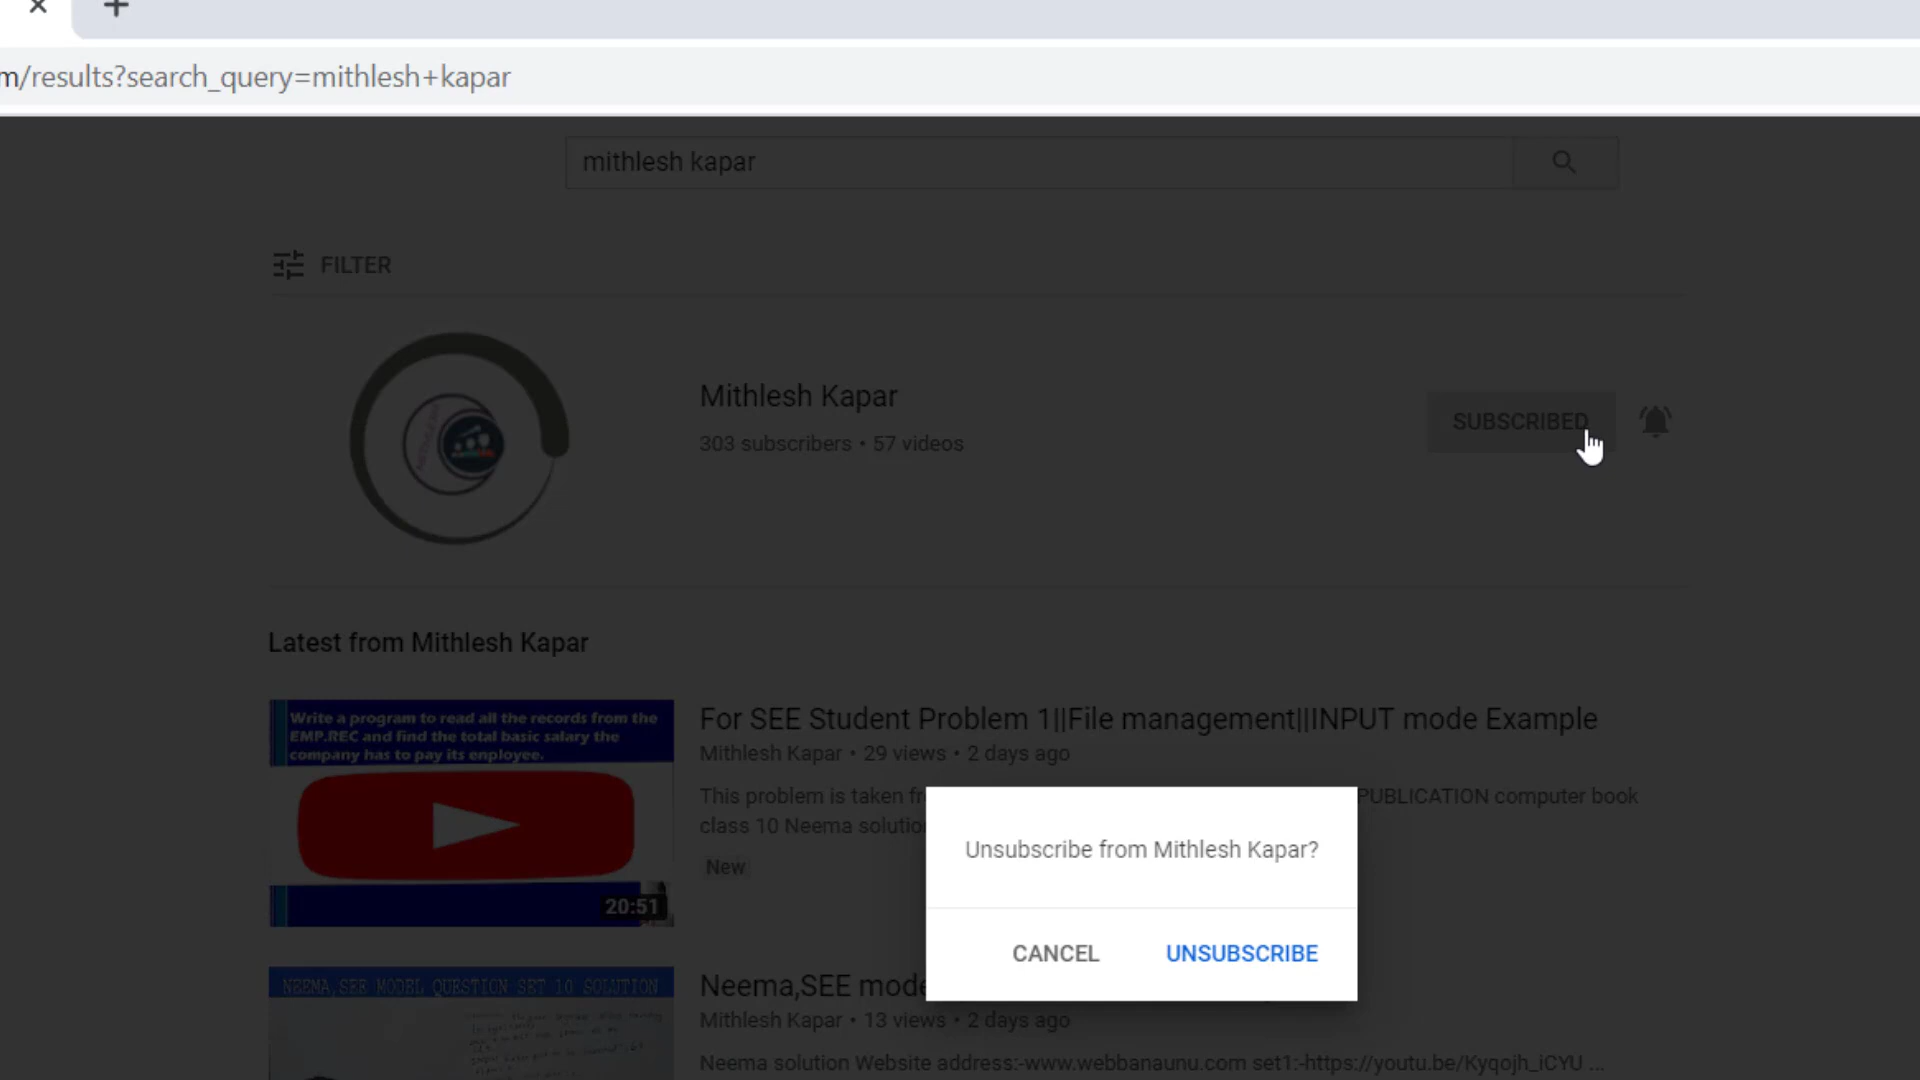 m/results?search_query=mithlesh+kapar
mithlesh kapar
FILTER
Mithlesh Kapar
303 subscribers • 57 videos
SUBSCRIBED
Latest from Mithlesh Kapar
Write a program to read all the records from the
EMP.REC and find the total basic salary the
company has to pay its employee.
20:51
For SEE Student Problem 1||File management||INPUT mode Example
Mithlesh Kapar • 29 views • 2 days ago
This problem is taken PUBLICATION computer book
class 10 Neema
New
Unsubscribe from Mithlesh Kapar?
CANCEL UNSUBSCRIBE
NEEMA,SEE MODEL QUESTION SET 10 SOLUTION
Neema,SEE
Mithlesh Kapar • 13 views • 2 days ago
Neema solution Website address:-www.webbanaunu.com set1:-https://youtu.be/Kyqojh_iCYU ...